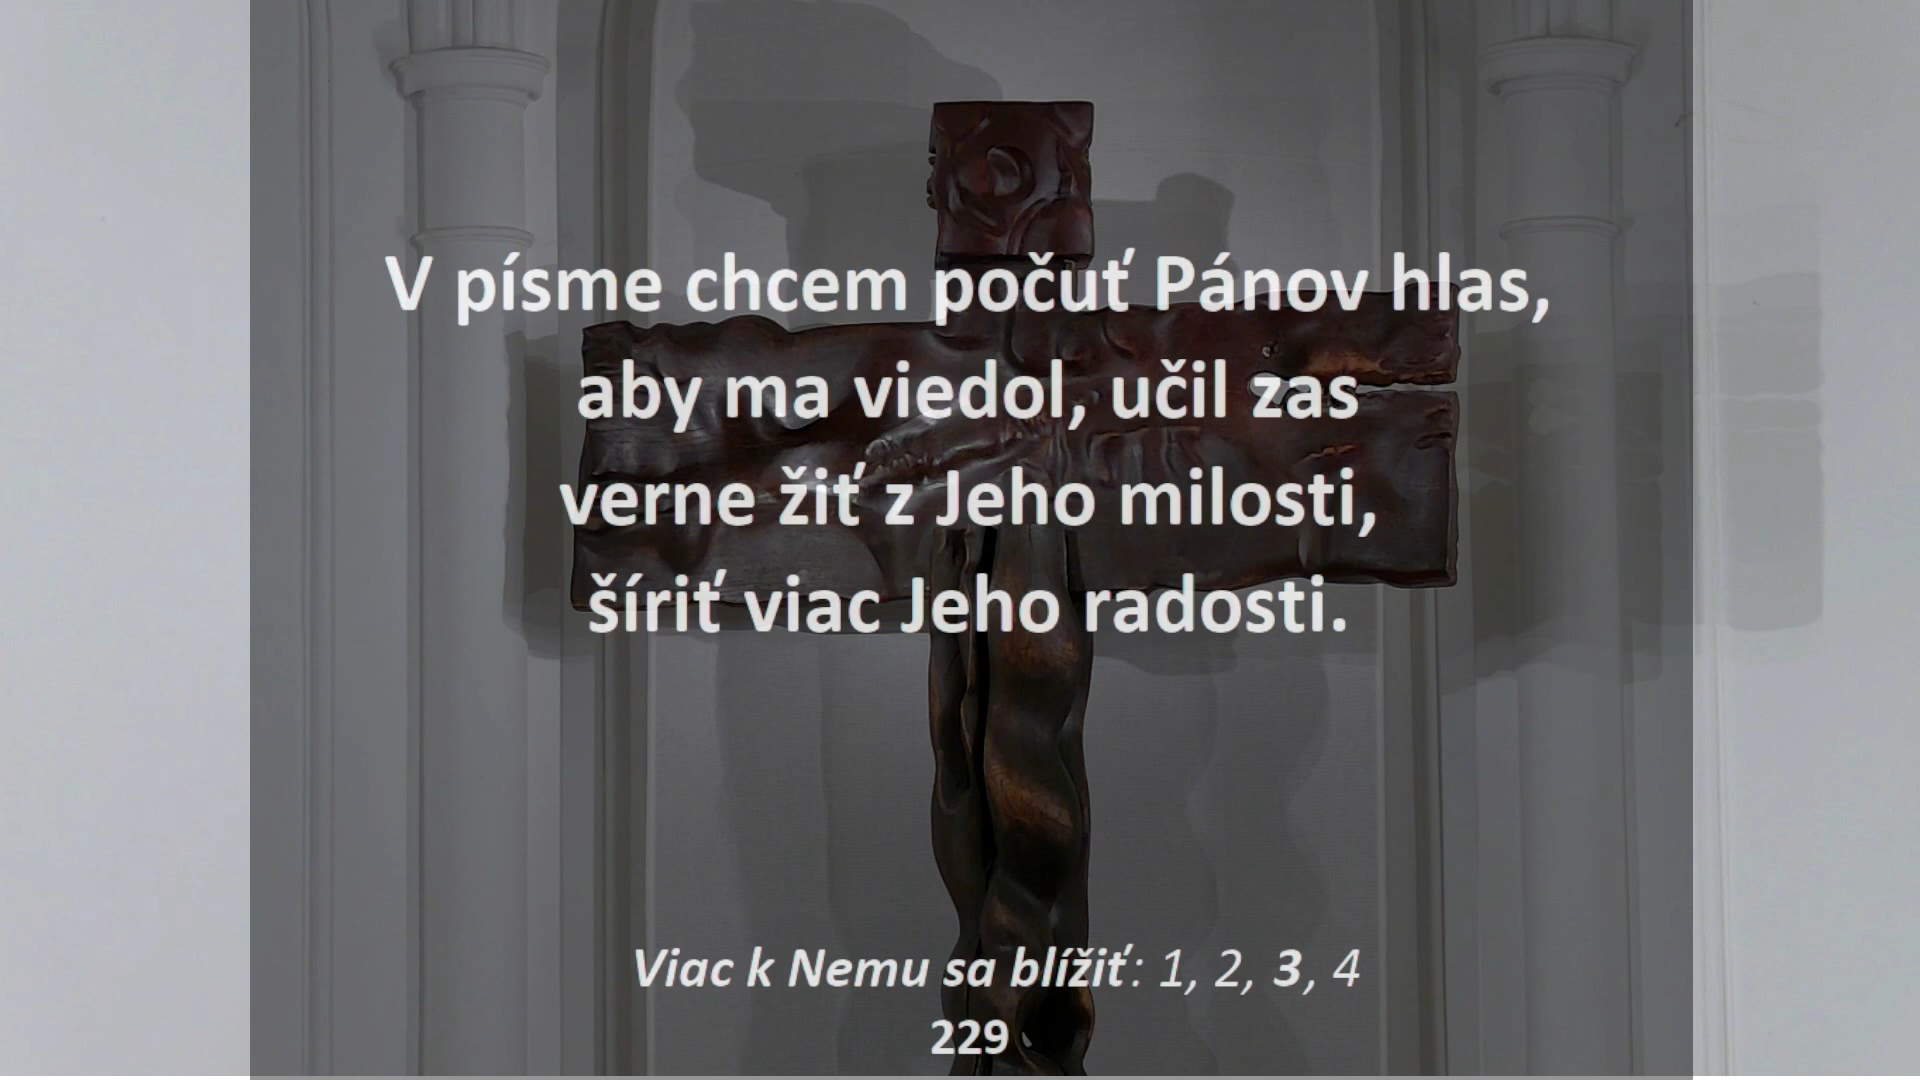 V písme chcem počuť Pánov hlas,
aby ma viedol, učil zas
verne žiť z Jeho milosti,
šíriť viac Jeho radosti.
Viac k Nemu sa blížiť: 1, 2, 3, 4
229